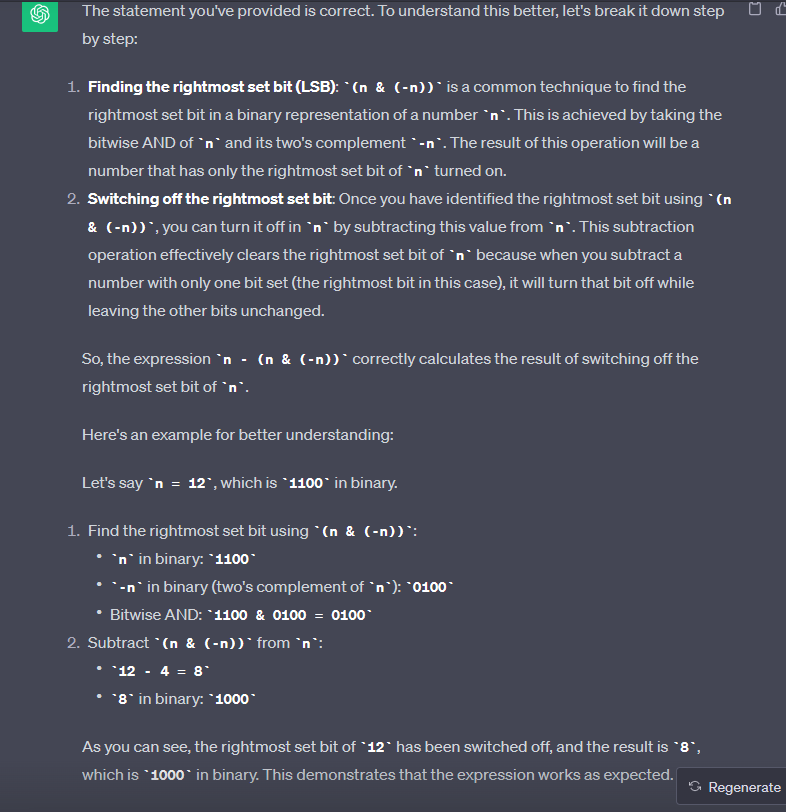 The statement you've provided is correct. To understand this better, let's break it down step
by step:
1. Finding the rightmost set bit (LSB): `(n & (-n))` is a common technique to find the
rightmost set bit in a binary representation of a number `n`. This is achieved by taking the
bitwise AND of `n` and its two's complement `-n`. The result of this operation will be a
number that has only the rightmost set bit of `n` turned on.
2. Switching off the rightmost set bit: Once you have identified the rightmost set bit using `(n
& (-n))`, you can turn it off in `n` by subtracting this value from `n`. This subtraction
operation effectively clears the rightmost set bit of `n` because when you subtract a
number with only one bit set (the rightmost bit in this case), it will turn that bit off while
leaving the other bits unchanged.
So, the expression `n - (n & (-n))` correctly calculates the result of switching off the
rightmost set bit of `n`.
Here's an example for better understanding:
Let's say `n = 12`, which is `1100` in binary.
1. Find the rightmost set bit using `(n & (-n))`:
• `n` in binary: `1100`
• `-n` in binary (two's complement of `n`): `0100`
• Bitwise AND: `1100 & 0100 = 0100`
2. Subtract `(n & (-n))` from `n`:
• `12 - 4 = 8`
• `8` in binary: `1000`
As you can see, the rightmost set bit of `12` has been switched off, and the result is `8`,
which is `1000` in binary. This demonstrates that the expression works as expected.
Regenerate